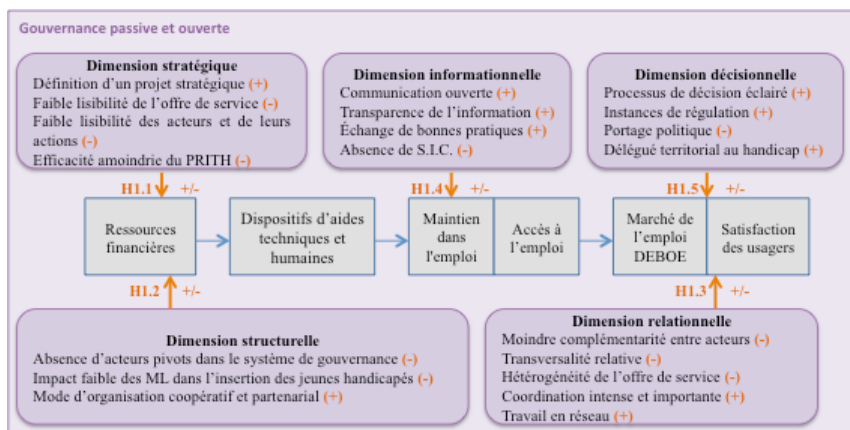 Gouvernance passive et ouverte
Dimension stratégique
Définition d'un projet stratégique (+)
Faible lisibilité de l'offre de service (-)
Faible lisibilité des acteurs et de leurs
actions (-)
Efficacité amoindrie du PRITH (-)
Dimension informationnelle
Communication ouverte (+)
Transparence de l'information (+)
Échange de bonnes pratiques (+)
Absence de S.I.C. (-)
Dimension décisionnelle
Processus de décision éclairé (+)
Instances de régulation (+)
Portage politique (-)
Délégué territorial au handicap (+)
H1.1 +/-
H1.4 +/-
H1.5 +/-
Ressources
financières
Dispositifs d'aides
techniques et
humaines
Maintien
dans
l'emploi
Accès à
l'emploi
Marché de
l'emploi
DEBOE
Satisfaction
des usagers
H1.2 +/-
H1.3 +/-
Dimension structurelle
Absence d'acteurs pivots dans le système de gouvernance (-)
Impact faible des ML dans l'insertion des jeunes handicapés (-)
Mode d'organisation coopératif et partenarial (+)
Dimension relationnelle
Moindre complémentarité entre acteurs (-)
Transversalité relative (-)
Hétérogénéité de l'offre de service (-)
Coordination intense et importante (+)
Travail en réseau (+)